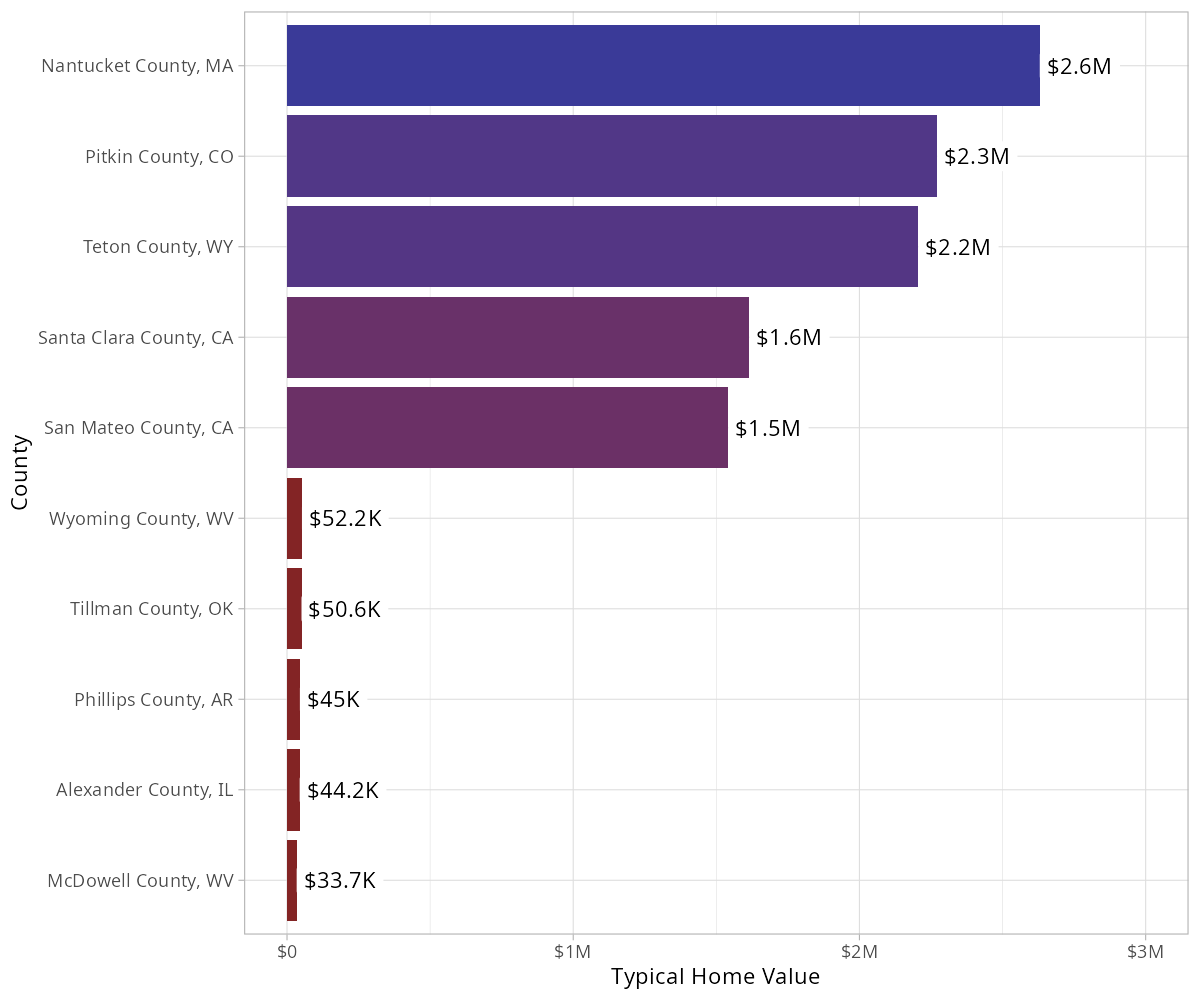 Nantucket County, MA
$2.6M
Pitkin County, CO
$2.3M
Teton County, WY
$2.2M
Santa Clara County, CA
$1.6M
San Mateo County, CA
$1.5M
County
Wyoming County, WV
$52.2K
Tillman County, OK
$50.6K
Phillips County, AR
$45K
Alexander County, IL
$44.2K
McDowell County, WV
$33.7K
$0 $1M $2M $3M
Typical Home Value